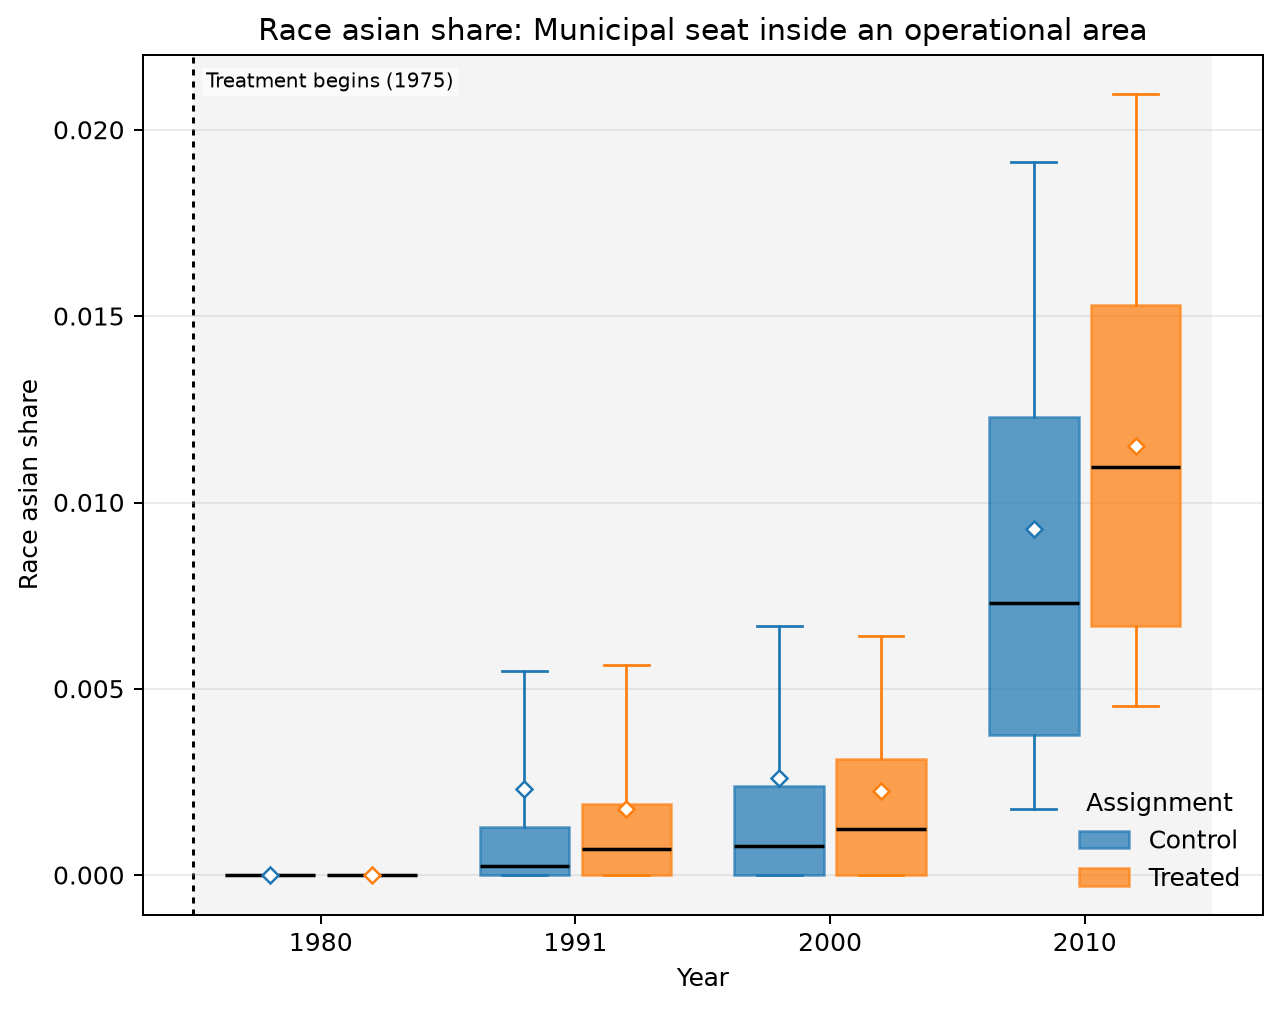 Race asian share: Municipal seat inside an operational area
Treatment begins (1975)
0.020
0.015
0.010
0.005
0.000
Race asian share
Assignment
Control
Treated
1980
1991
2000
2010
Year